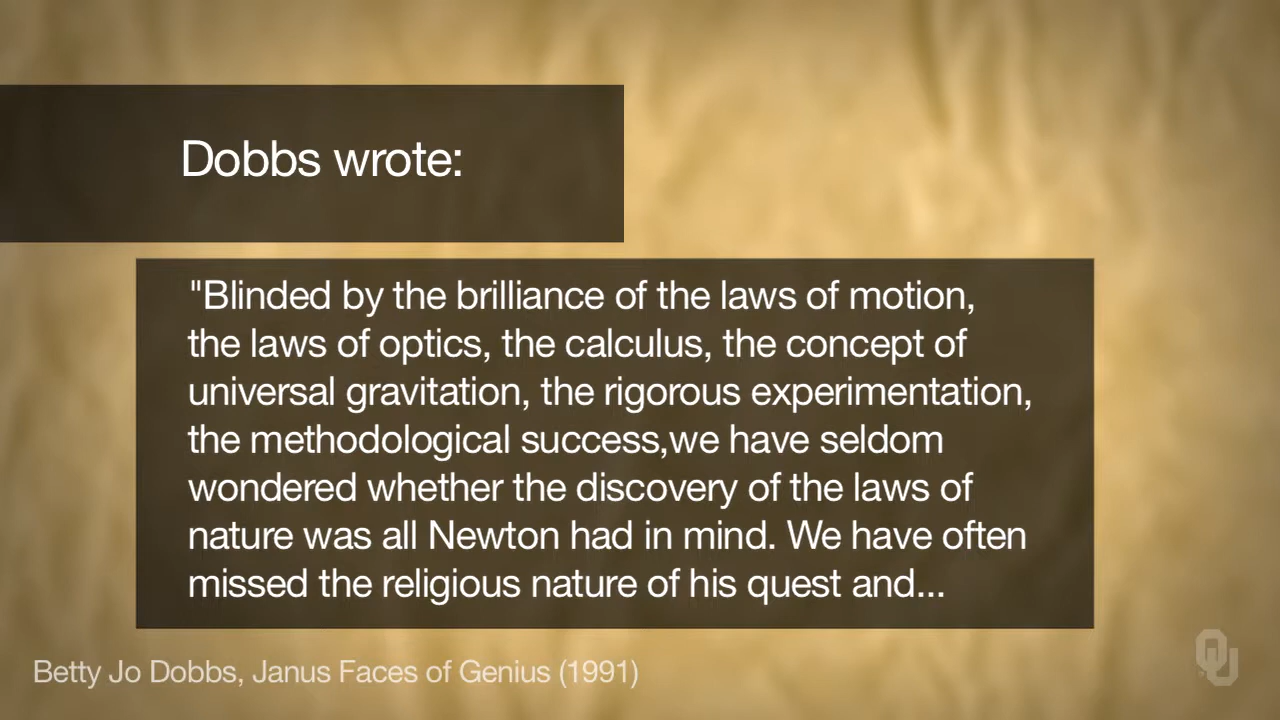 Dobbs wrote:
"Blinded by the brilliance of the laws of motion,
the laws of optics, the calculus, the concept of
universal gravitation, the rigorous experimentation,
the methodological success,we have seldom
wondered whether the discovery of the laws of
nature was all Newton had in mind. We have often
missed the religious nature of his quest and...
Betty Jo Dobbs, Janus Faces of Genius (1991)
OU